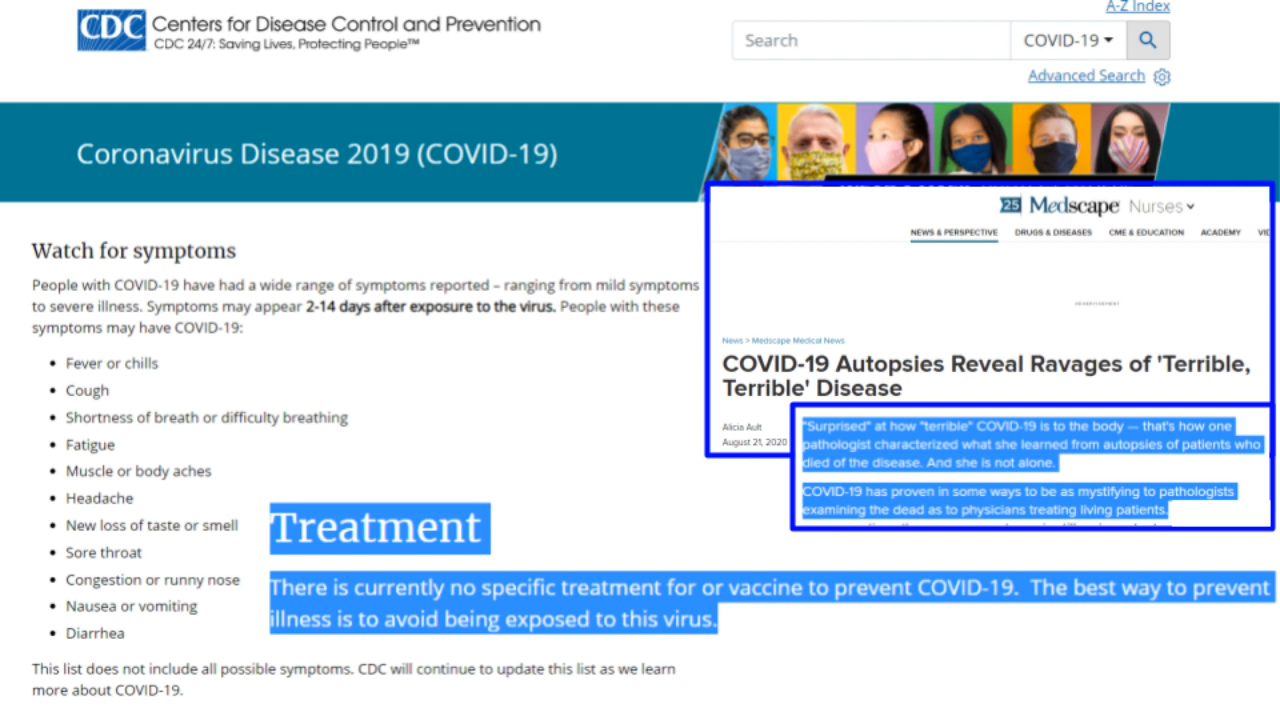 CDC Centers for Disease Control and Prevention
CDC 24/7: Saving Lives, Protecting People™
A-Z Index
Search
COVID-19
Advanced Search
Coronavirus Disease 2019 (COVID-19)
Watch for symptoms
People with COVID-19 have had a wide range of symptoms reported – ranging from mild symptoms
to severe illness. Symptoms may appear 2-14 days after exposure to the virus. People with these
symptoms may have COVID-19:
• Fever or chills
• Cough
• Shortness of breath or difficulty breathing
• Fatigue
• Muscle or body aches
• Headache
• New loss of taste or smell
• Sore throat
• Congestion or runny nose
• Nausea or vomiting
• Diarrhea
This list does not include all possible symptoms. CDC will continue to update this list as we learn
more about COVID-19.
25 Medscape Nurses
NEWS & PERSPECTIVE DRUGS & DISEASES CME & EDUCATION ACADEMY
ADVERTISEMENT
News > Medscape Medical News
COVID-19 Autopsies Reveal Ravages of 'Terrible,
Terrible' Disease
Alicia Ault
August 21, 2020
"Surprised" at how "terrible" COVID-19 is to the body — that's how one
pathologist characterized what she learned from autopsies of patients who
died of the disease. And she is not alone.
COVID-19 has proven in some ways to be as mystifying to pathologists
examining the dead as to physicians treating living patients.
Treatment
There is currently no specific treatment for or vaccine to prevent COVID-19. The best way to prevent
illness is to avoid being exposed to this virus.